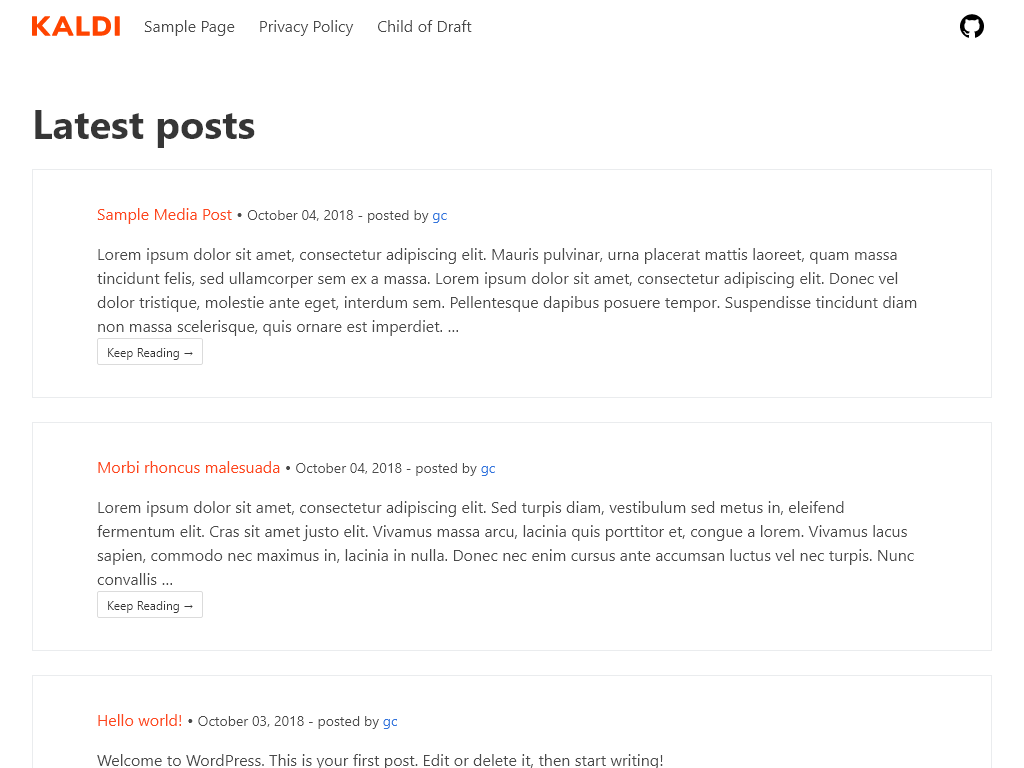 KALDI Sample Page Privacy Policy Child of Draft
Latest posts
Sample Media Post • October 04, 2018 - posted by gc
Lorem ipsum dolor sit amet, consectetur adipiscing elit. Mauris pulvinar, urna placerat mattis laoreet, quam massa
tincidunt felis, sed ullamcorper sem ex a massa. Lorem ipsum dolor sit amet, consectetur adipiscing elit. Donec vel
dolor tristique, molestie ante eget, interdum sem. Pellentesque dapibus posuere tempor. Suspendisse tincidunt diam
non massa scelerisque, quis ornare est imperdiet. …
Keep Reading →
Morbi rhoncus malesuada • October 04, 2018 - posted by gc
Lorem ipsum dolor sit amet, consectetur adipiscing elit. Sed turpis diam, vestibulum sed metus in, eleifend
fermentum elit. Cras sit amet justo elit. Vivamus massa arcu, lacinia quis porttitor et, congue a lorem. Vivamus lacus
sapien, commodo nec maximus in, lacinia in nulla. Donec nec enim cursus ante accumsan luctus vel nec turpis. Nunc
convallis …
Keep Reading →
Hello world! • October 03, 2018 - posted by gc
Welcome to WordPress. This is your first post. Edit or delete it, then start writing!